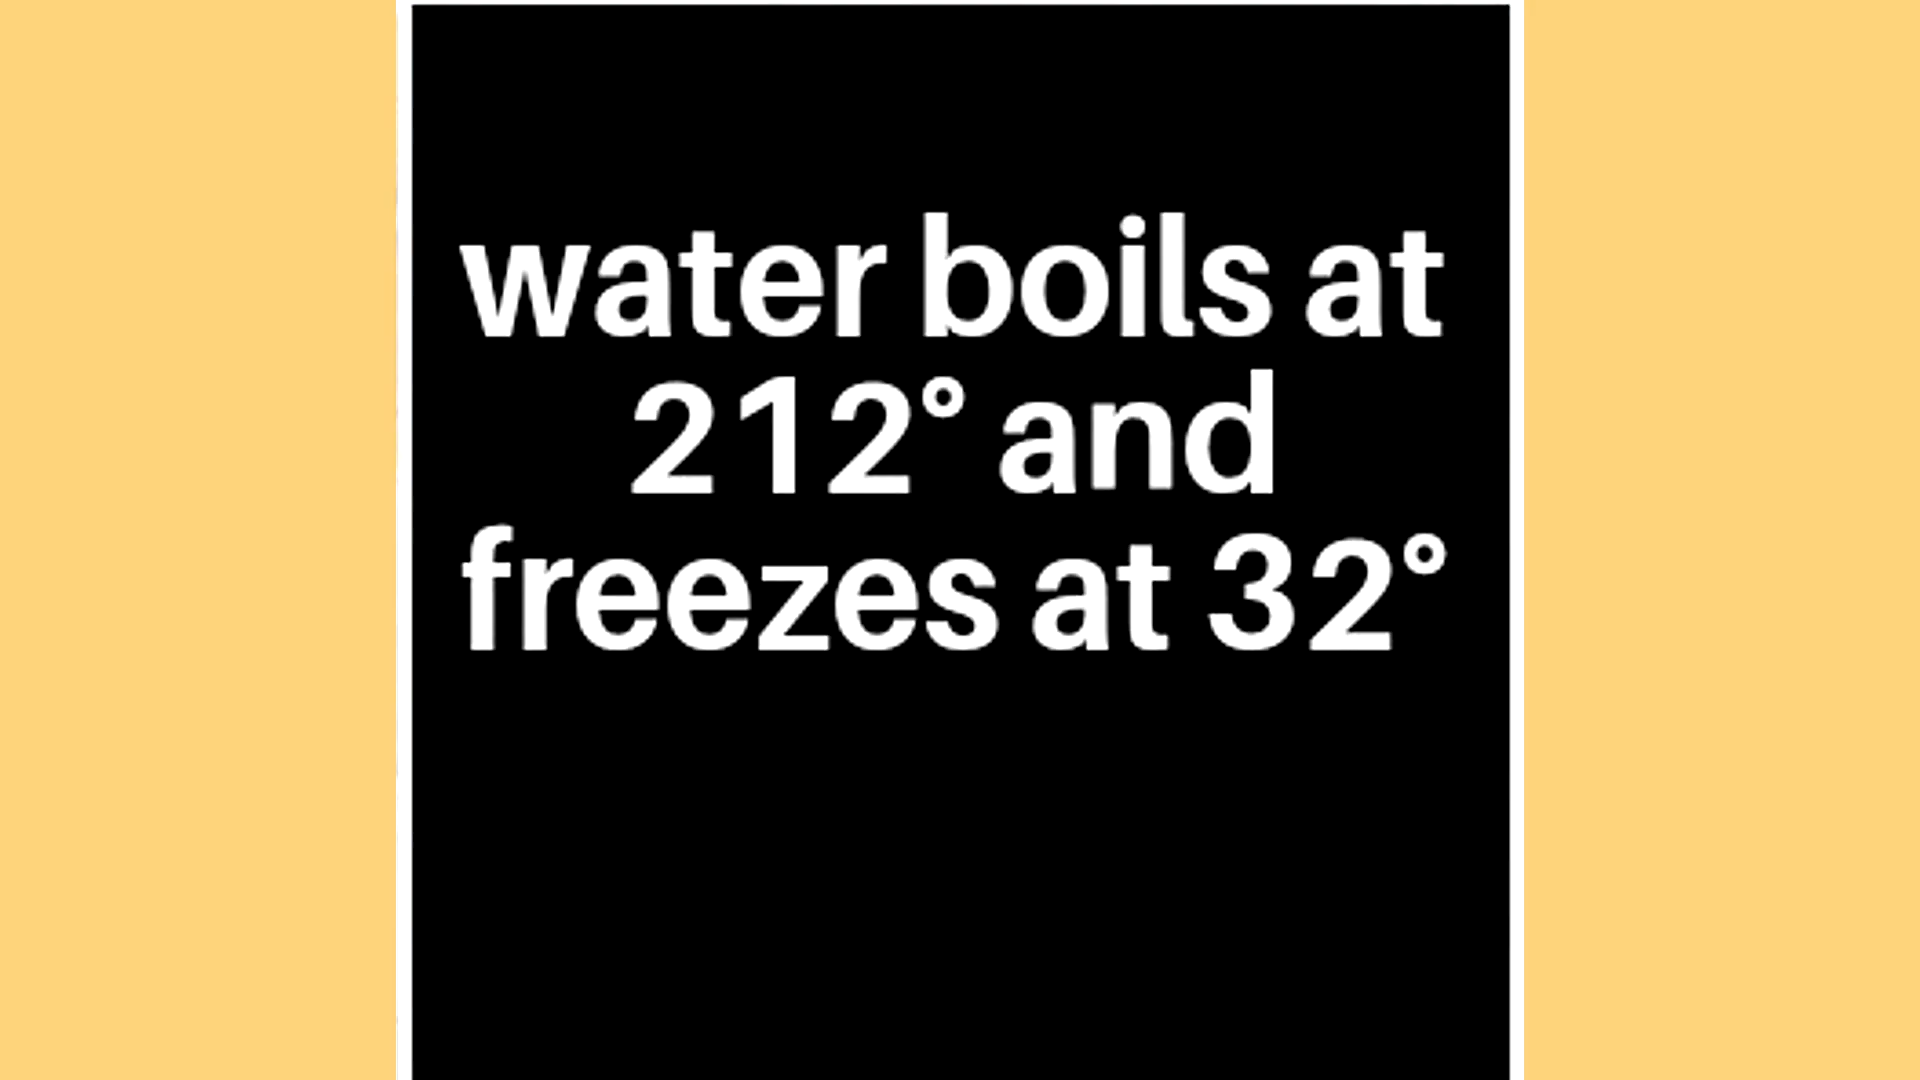 water boils at
212° and
freezes at 32°